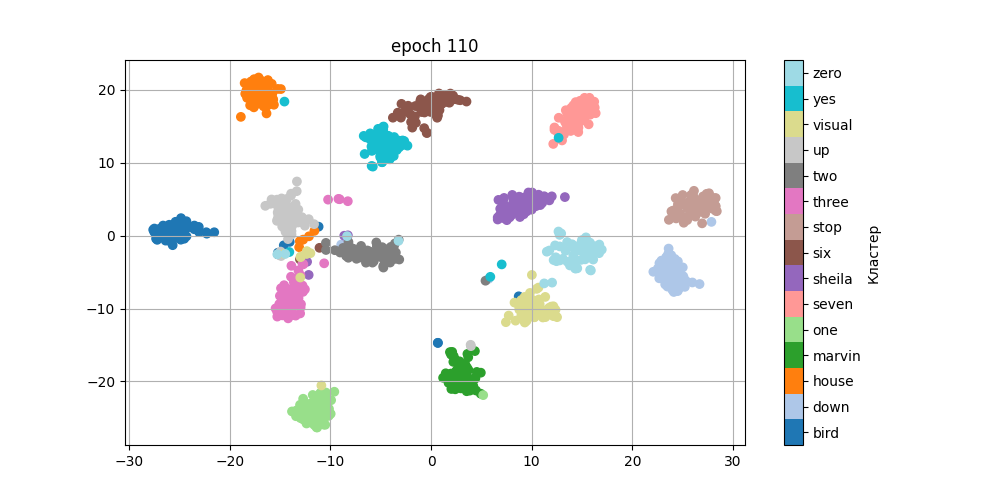 epoch 110
20
10
0
−10
−20
−30
−20
−10
0
10
20
30
zero
yes
visual
up
two
three
stop
six
sheila
seven
one
marvin
house
down
bird
Кластер